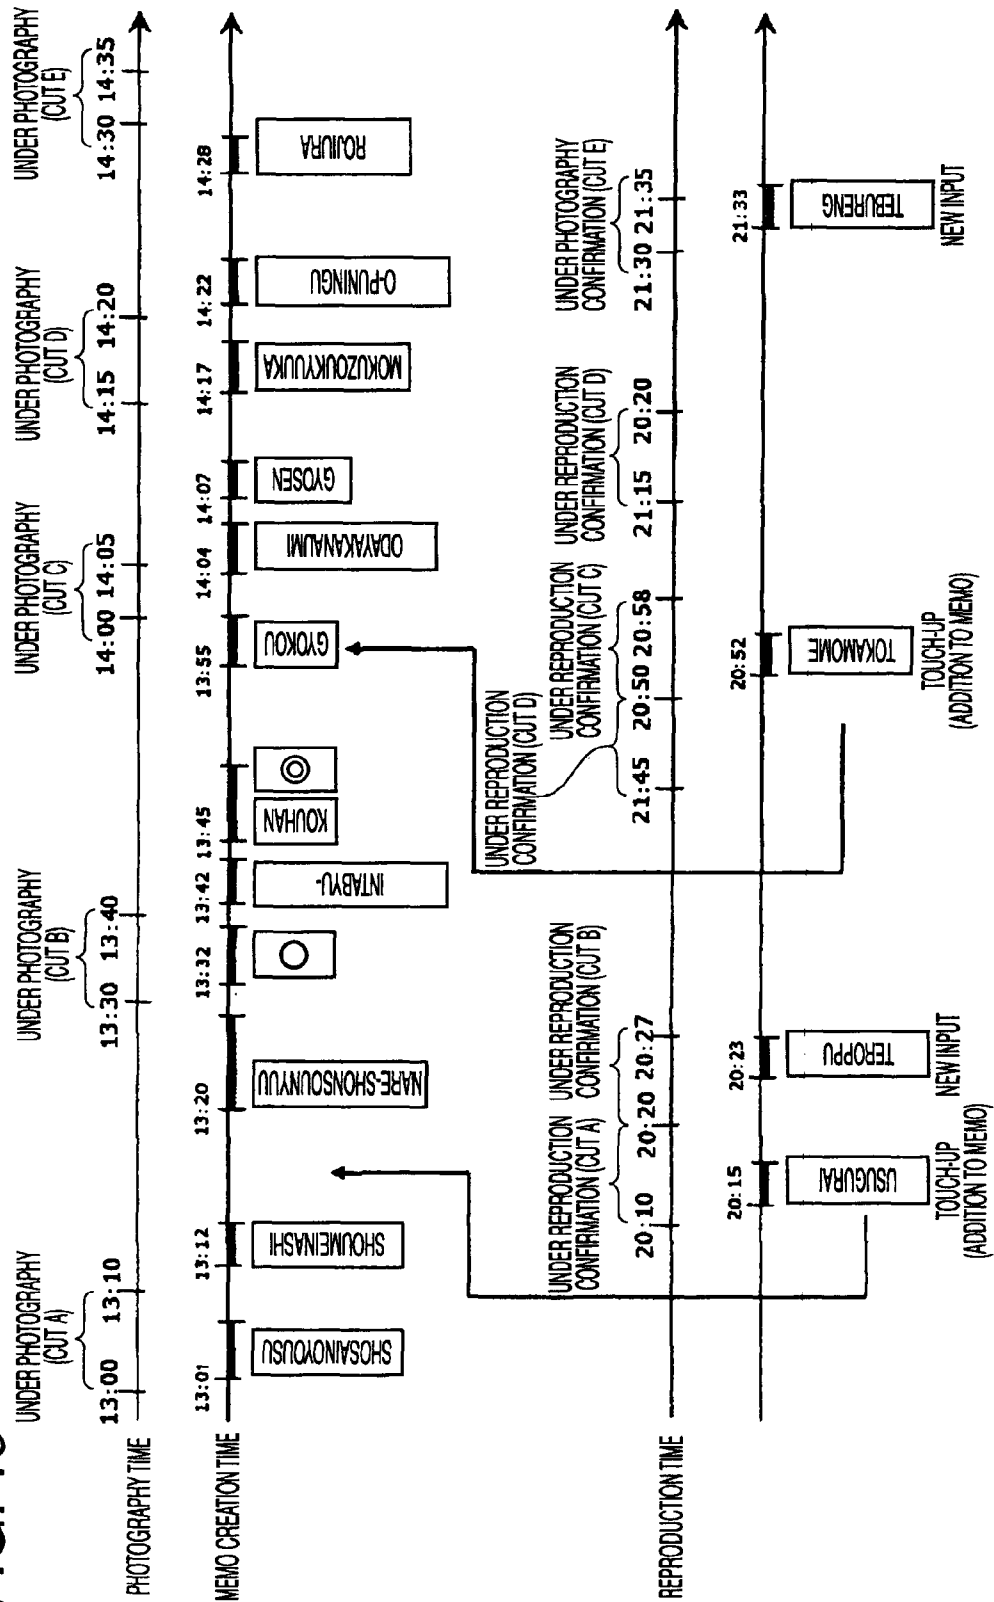 UNDER PHOTOGRAPHY
(CUT A)
UNDER PHOTOGRAPHY
(CUT B)
UNDER PHOTOGRAPHY
(CUT C)
UNDER PHOTOGRAPHY
(CUT D)
UNDER PHOTOGRAPHY
(CUT E)
13:00 13:10
13:30 13:40
14:00 14:05
14:15 14:20
14:30 14:35
PHOTOGRAPHY TIME
13:01
13:12
13:20
13:32
13:42
13:45
13:55
14:04
14:07
14:17
14:22
14:28
MEMO CREATION TIME
SHOSAINOYOUSU
SHOUMEINASHI
NARE-SHONSOUNYUU
INTABYU-
KOUHAN
GYOKOU
ODAYAKANAUMI
GYOSEN
MOKUZOUKYUUKA
O-PUNINGU
ROJIURA
UNDER REPRODUCTION
CONFIRMATION (CUT D)
UNDER REPRODUCTION
CONFIRMATION (CUT A)
UNDER REPRODUCTION
CONFIRMATION (CUT B)
UNDER REPRODUCTION
CONFIRMATION (CUT C)
UNDER REPRODUCTION
CONFIRMATION (CUT D)
UNDER PHOTOGRAPHY
CONFIRMATION (CUT E)
20:10 20:20 20:27
21:45 20:50 20:58
21:15 20:20
21:30 21:35
REPRODUCTION TIME
20:15
20:23
20:52
21:33
USUGURAI
TEROPPU
TOKAMOME
TEBURENG
TOUCH-UP
(ADDITION TO MEMO)
NEW INPUT
TOUCH-UP
(ADDITION TO MEMO)
NEW INPUT